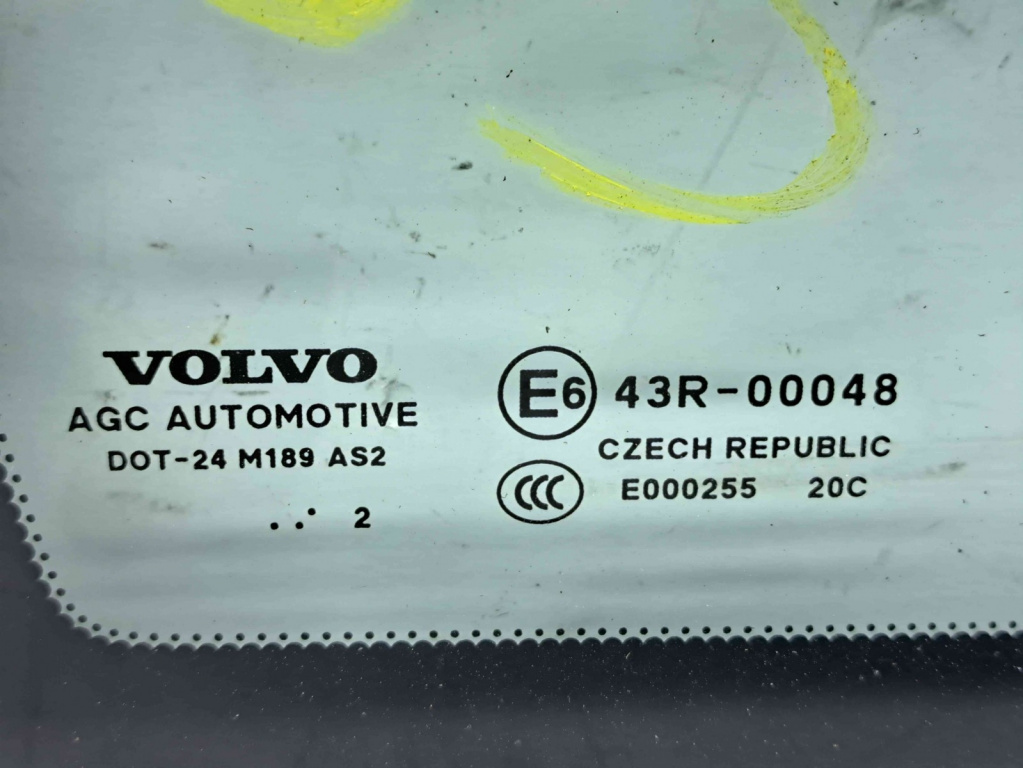 VOLVO
AGC AUTOMOTIVE
DOT-24 M189 AS2
. .· 2
E6 43R-00048
CZECH REPUBLIC
CCC E000255 20C